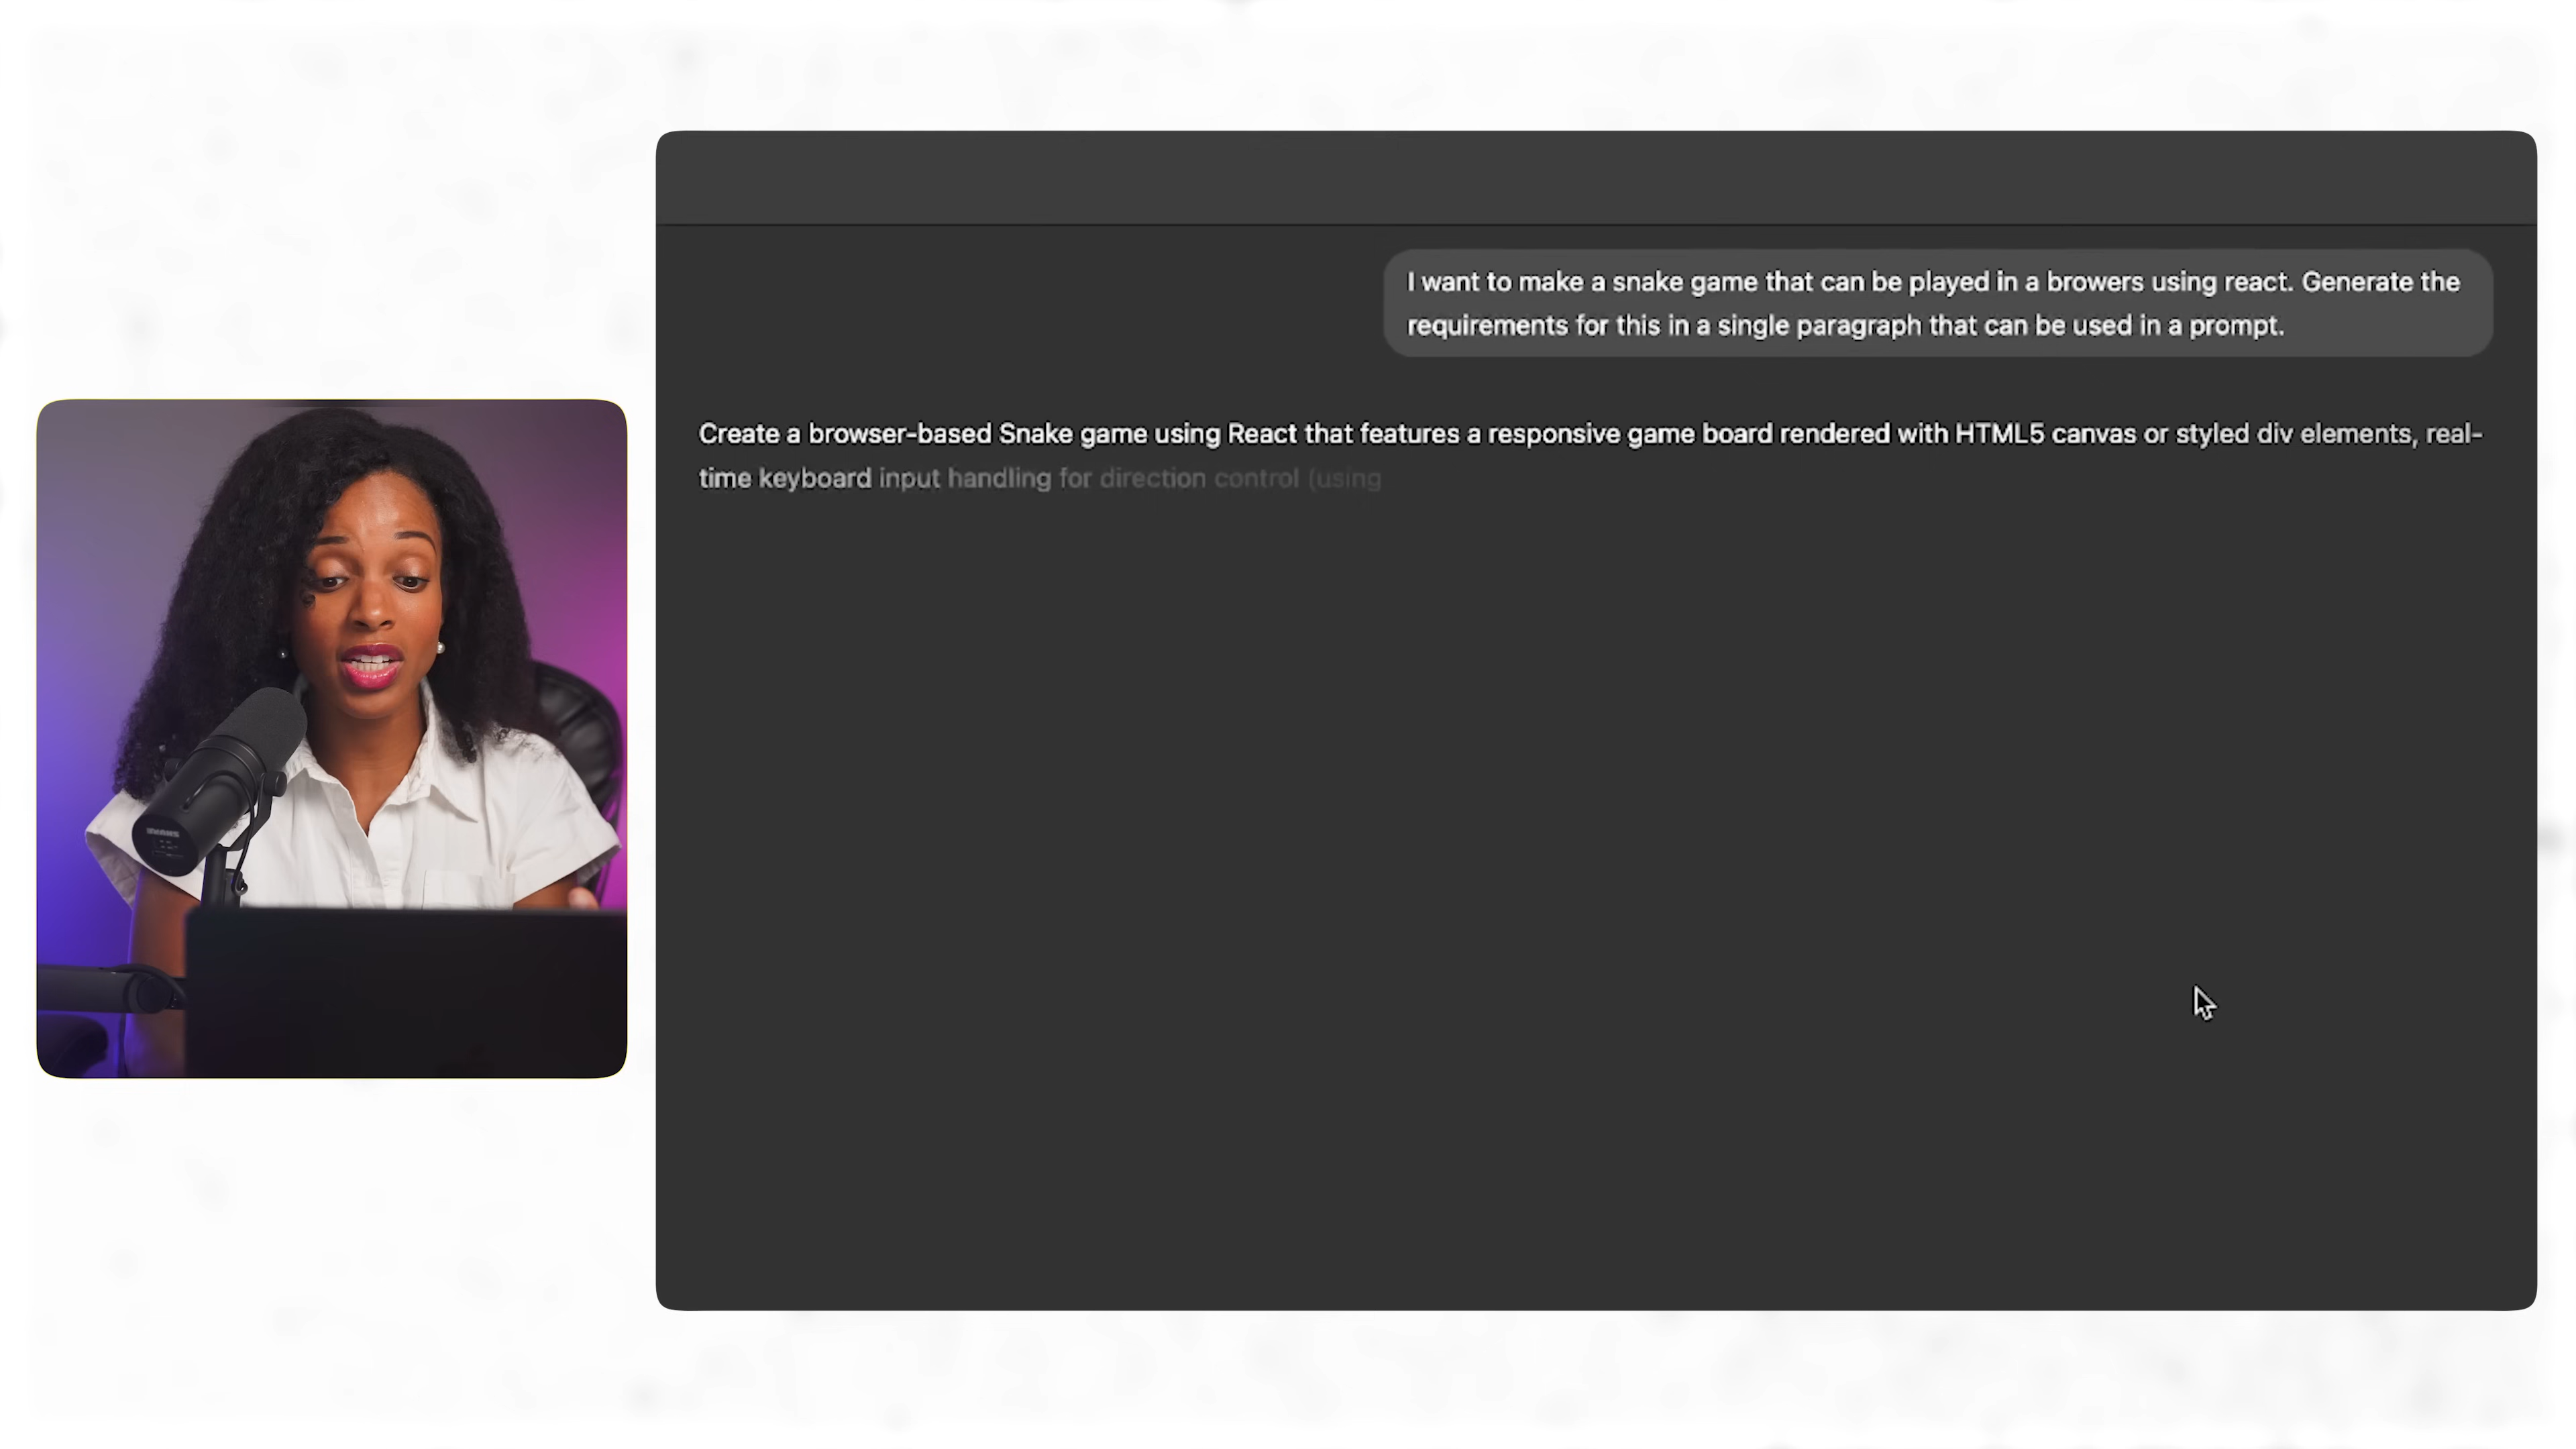 I want to make a snake game that can be played in a browers using react. Generate the
requirements for this in a single paragraph that can be used in a prompt.
Create a browser-based Snake game using React that features a responsive game board rendered with HTML5 canvas or styled div elements, real-
time keyboard input handling for direction control (using